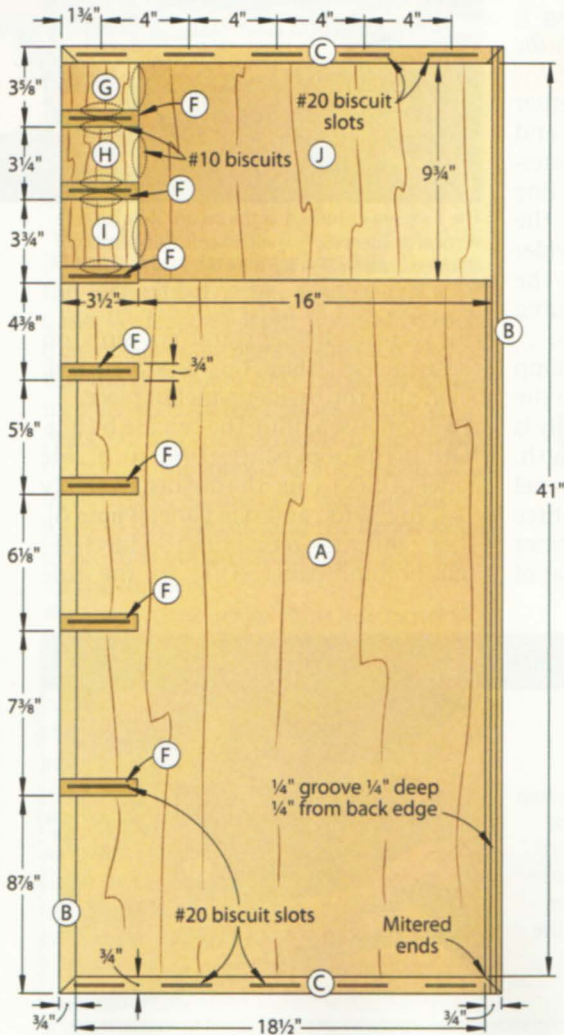 1¾" 4" 4" 4" 4"
C
3⅝"
G
F
#20 biscuit
slots
3¼"
H
#10 biscuits
J
9¾"
F
3¾"
I
F
3½" 16"
4⅜"
F
¾"
B
5⅛"
F
41"
A
6⅛"
F
7⅜"
F
¼" groove ¼" deep
¼" from back edge
8⅞"
B
#20 biscuit slots
Mitered
ends
¾"
C
¾" 18½" ¾"